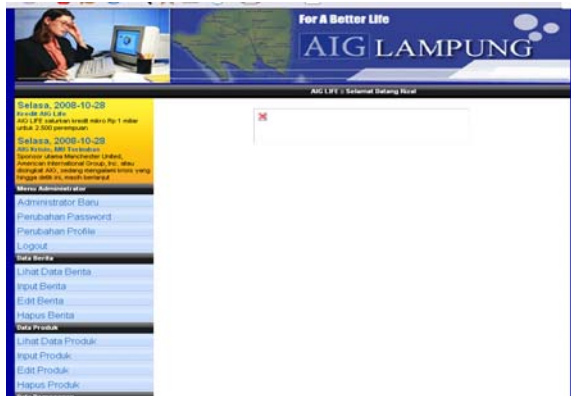 For A Better Life
AIG LAMPUNG
AIG LIFE :: Selamat Datang Rizal
Selasa, 2008-10-28
Kredit AIG Life
AIG LIFE salurkan kredit mikro Rp 1 miliar
untuk 2.500 perempuan
Selasa, 2008-10-28
AIG Krisis, MU
Sponsor utama Manchester United,
American International Group, Inc. atau
disingkat AIG, sedang mengalami krisis yang
hingga detik ini, masih berlanjut
Menu Administrator
Administrator Baru
Perubahan Password
Perubahan Profile
Logout
Data Berita
Lihat Data Berita
Input Berita
Edit Berita
Hapus Berita
Data Produk
Lihat Data Produk
Input Produk
Edit Produk
Hapus Produk